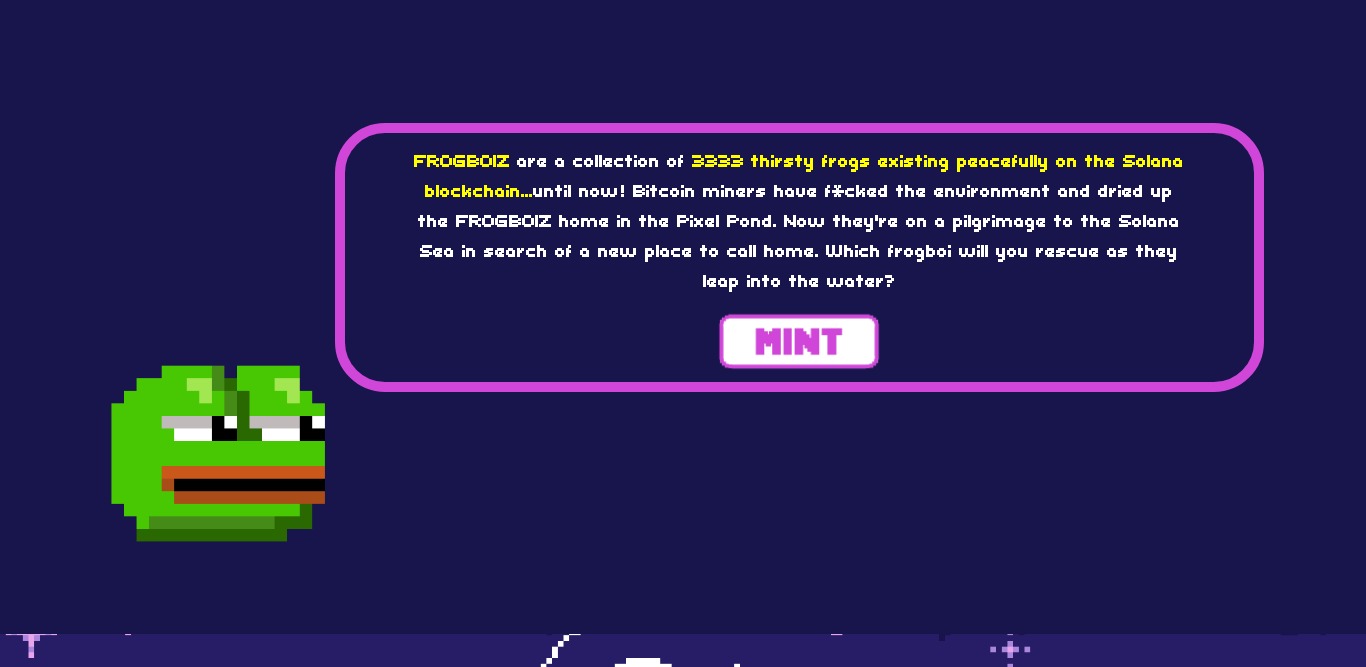 FROGBOIZ are a collection of 3333 thirsty frogs existing peacefully on the Solana
blockchain...until now! Bitcoin miners have f*cked the environment and dried up
the FROGBOIZ home in the Pixel Pond. Now they're on a pilgrimage to the Solana
Sea in search of a new place to call home. Which frogboi will you rescue as they
leap into the water?
MINT